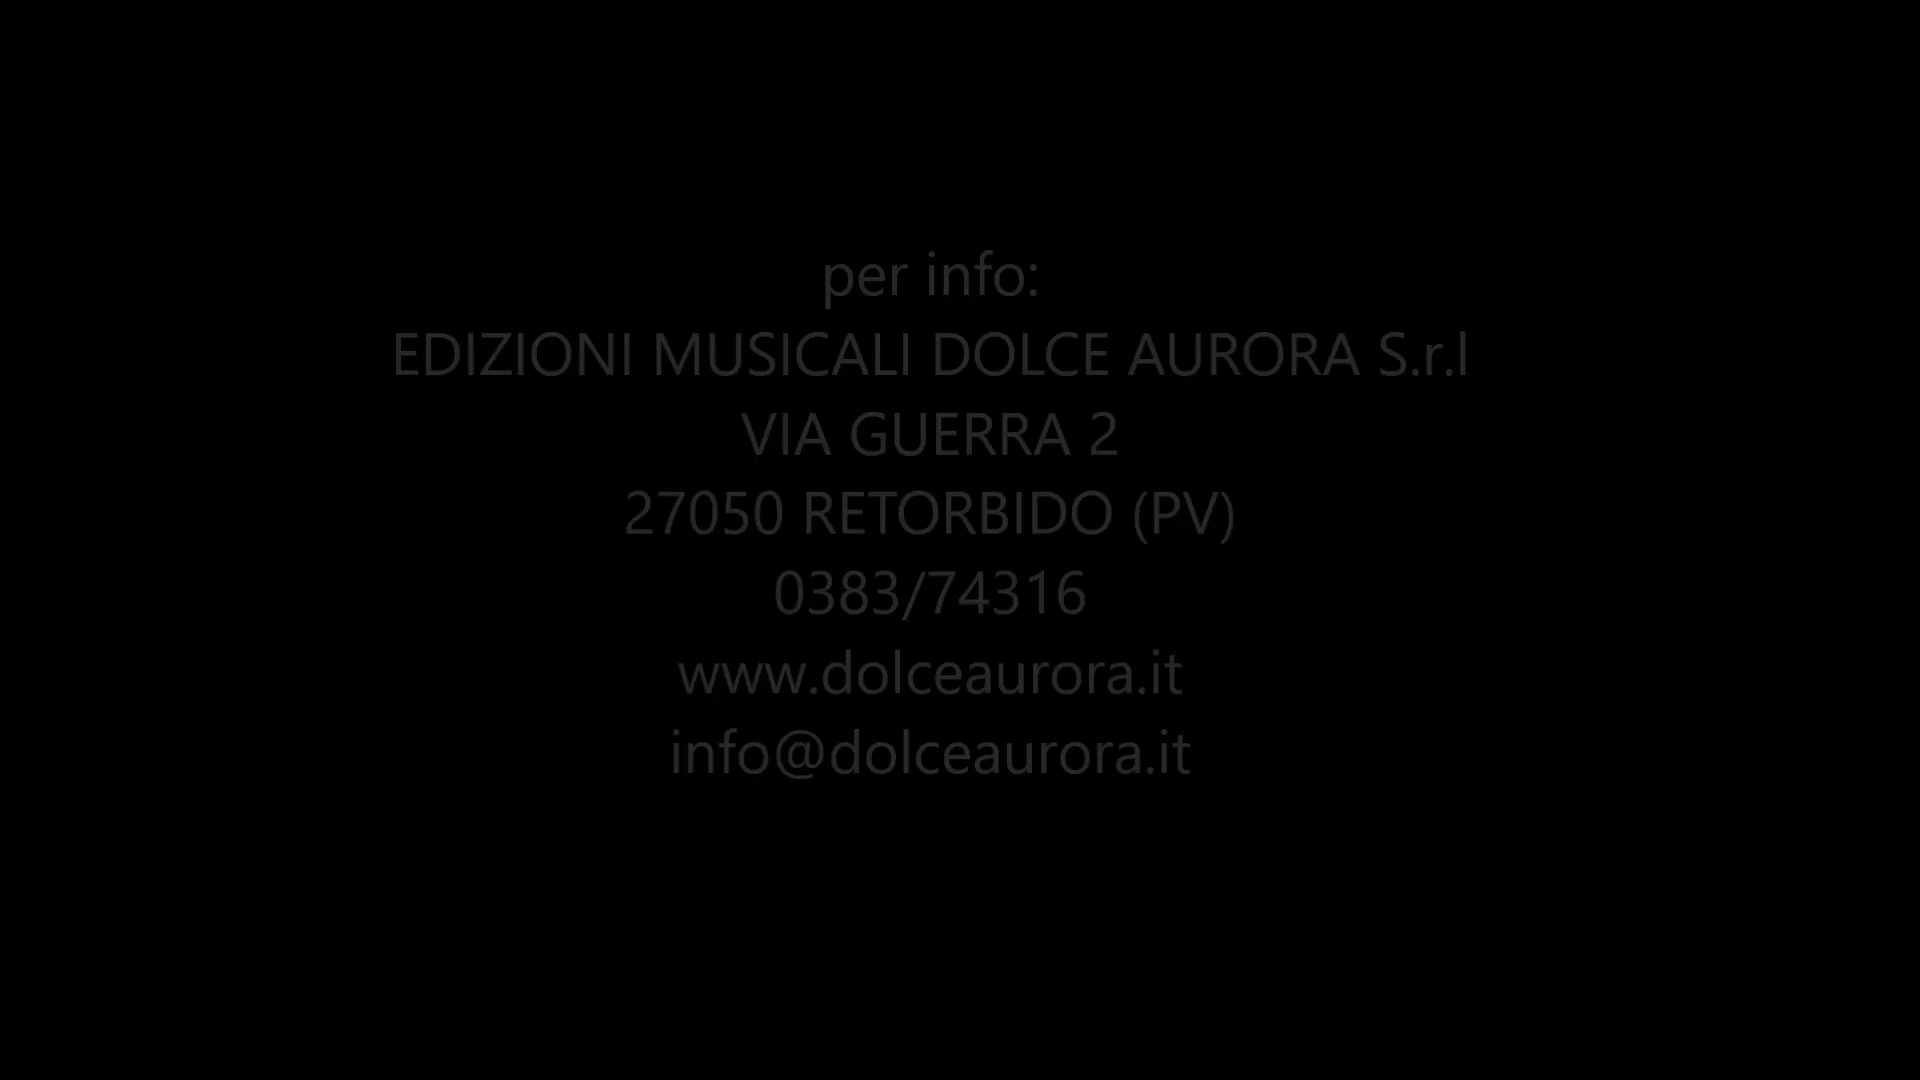 per info:
EDIZIONI MUSICALI DOLCE AURORA S.r.l
VIA GUERRA 2
27050 RETORBIDO (PV)
0383/74316
www.dolceaurora.it
info@dolceaurora.it